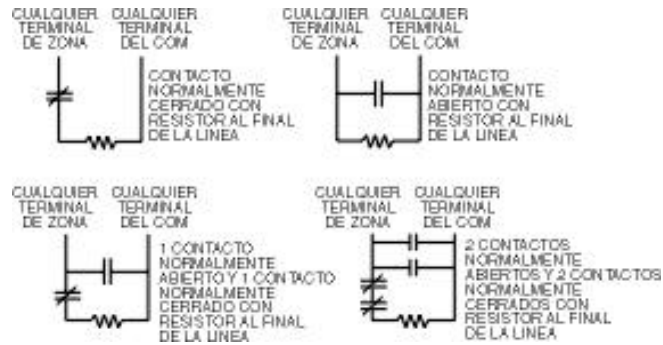 CUALQUIER
TERMINAL
DE ZONA
CUALQUIER
TERMINAL
DEL COM
CONTACTO
NORMALMENTE
CERRADO CON
RESISTOR AL FINAL
DE LA LINEA
CUALQUIER
TERMINAL
DE ZONA
CUALQUIER
TERMINAL
DEL COM
CONTACTO
NORMALMENTE
ABIERTO CON
RESISTOR AL FINAL
DE LA LINEA
CUALQUIER
TERMINAL
DE ZONA
CUALQUIER
TERMINAL
DEL COM
1 CONTACTO
NORMALMENTE
ABIERTO Y 1 CONTACTO
NORMALMENTE
CERRADO CON
RESISTOR AL FINAL
DE LA LINEA
CUALQUIER
TERMINAL
DE ZONA
CUALQUIER
TERMINAL
DEL COM
2 CONTACTOS
NORMALMENTE
ABIERTOS Y 2 CONTACTOS
NORMALMENTE
CERRADOS CON
RESISTOR AL FINAL
DE LA LINEA